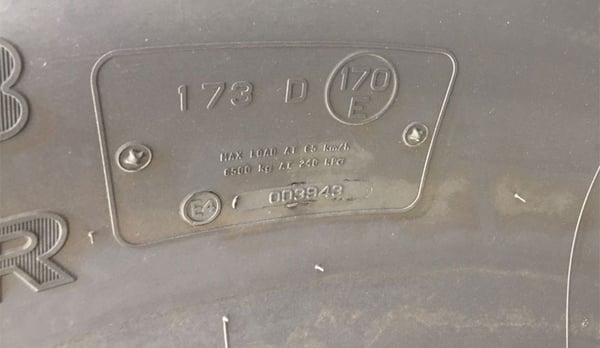 173 D 170 E
MAX LOAD AT 65 km/h
6500 kg AT 240 kPa
E4 003943
R